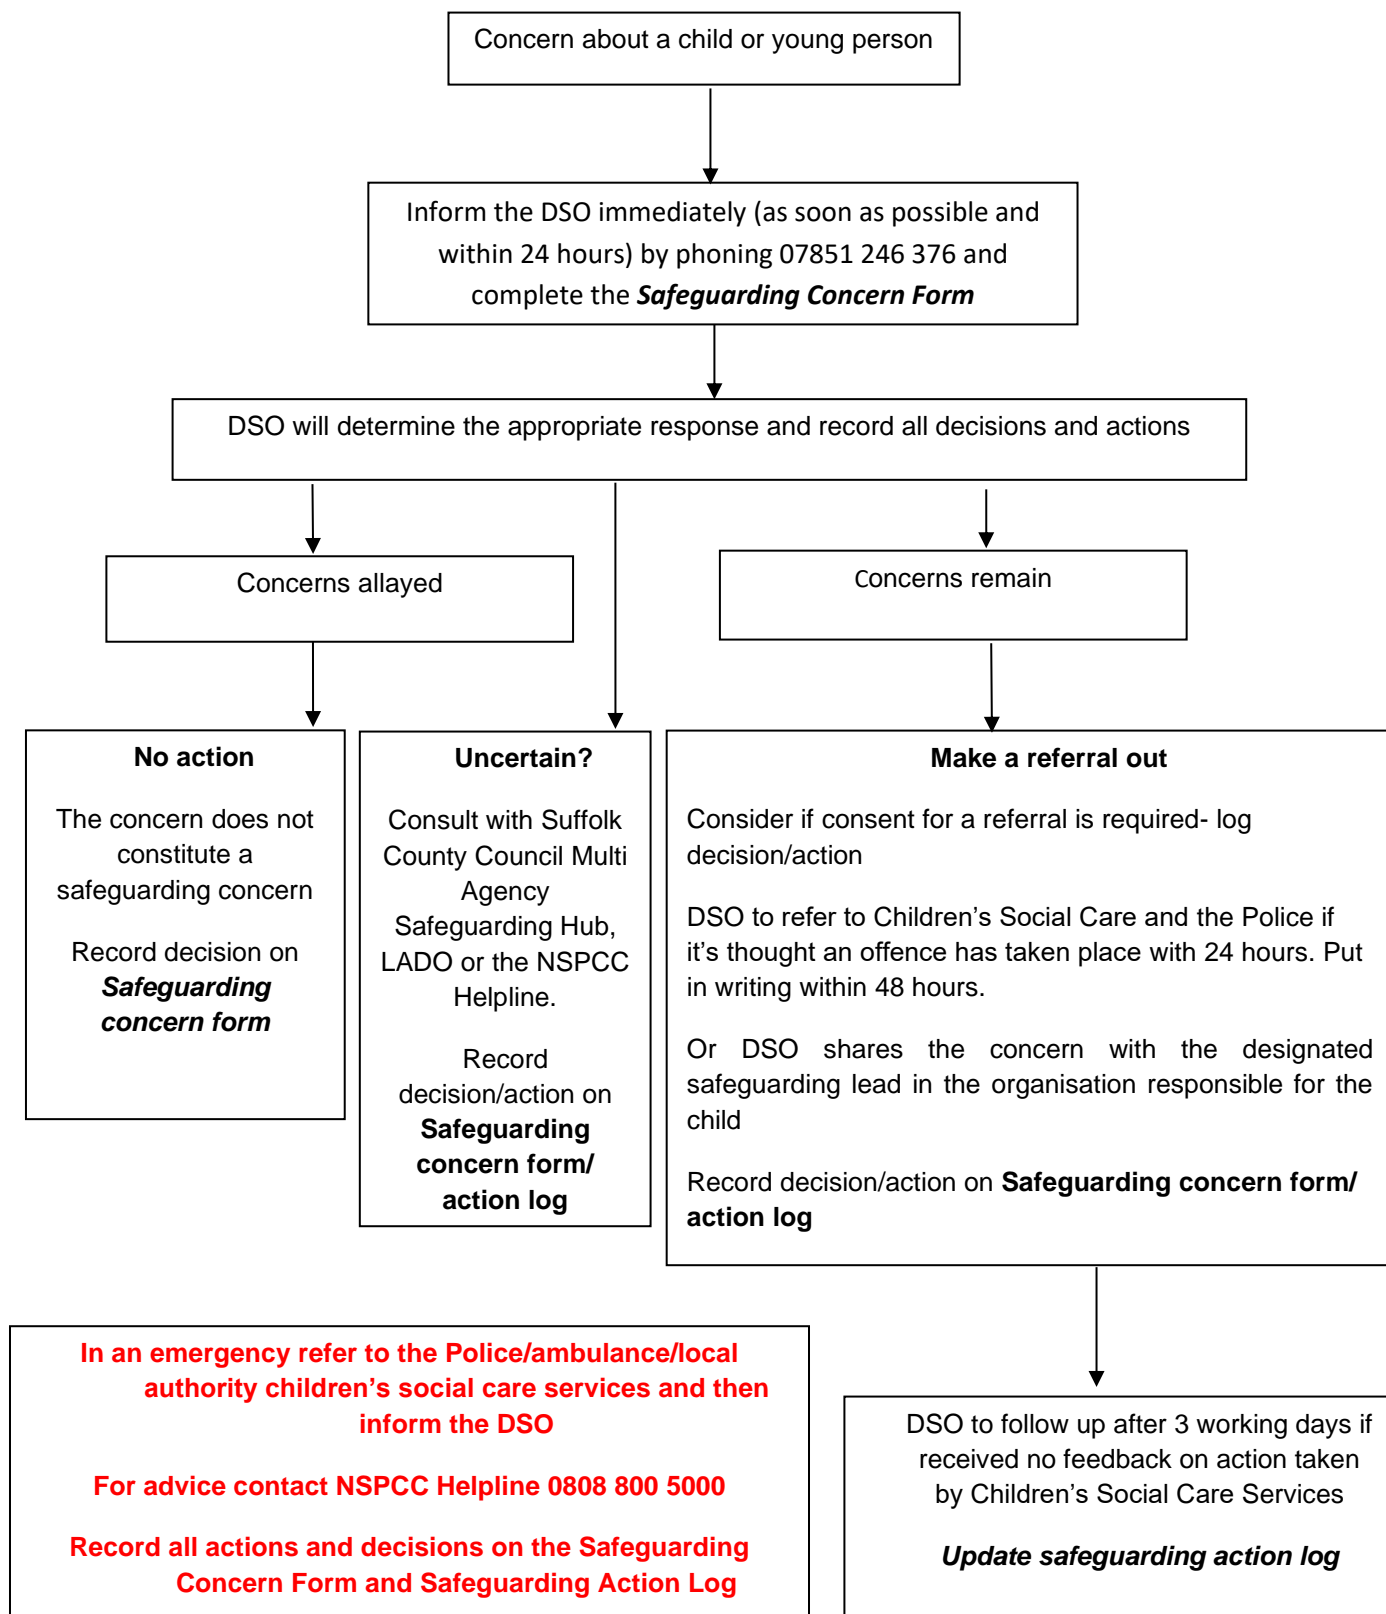 Concern about a child or young person
Inform the DSO immediately (as soon as possible and
within 24 hours) by phoning 07851 246 376 and
complete the Safeguarding Concern Form
DSO will determine the appropriate response and record all decisions and actions
Concerns allayed
Concerns remain
No action
The concern does not
constitute a
safeguarding concern
Record decision on
Safeguarding
concern form
Uncertain?
Consult with Suffolk
County Council Multi
Agency
Safeguarding Hub,
LADO or the NSPCC
Helpline.
Record
decision/action on
Safeguarding
concern form/
action log
Make a referral out
Consider if consent for a referral is required- log
decision/action
DSO to refer to Children’s Social Care and the Police if
it’s thought an offence has taken place with 24 hours. Put
in writing within 48 hours.
Or DSO shares the concern with the designated
safeguarding lead in the organisation responsible for the
child
Record decision/action on Safeguarding concern form/
action log
In an emergency refer to the Police/ambulance/local
authority children’s social care services and then
inform the DSO
For advice contact NSPCC Helpline 0808 800 5000
Record all actions and decisions on the Safeguarding
Concern Form and Safeguarding Action Log
DSO to follow up after 3 working days if
received no feedback on action taken
by Children’s Social Care Services
Update safeguarding action log